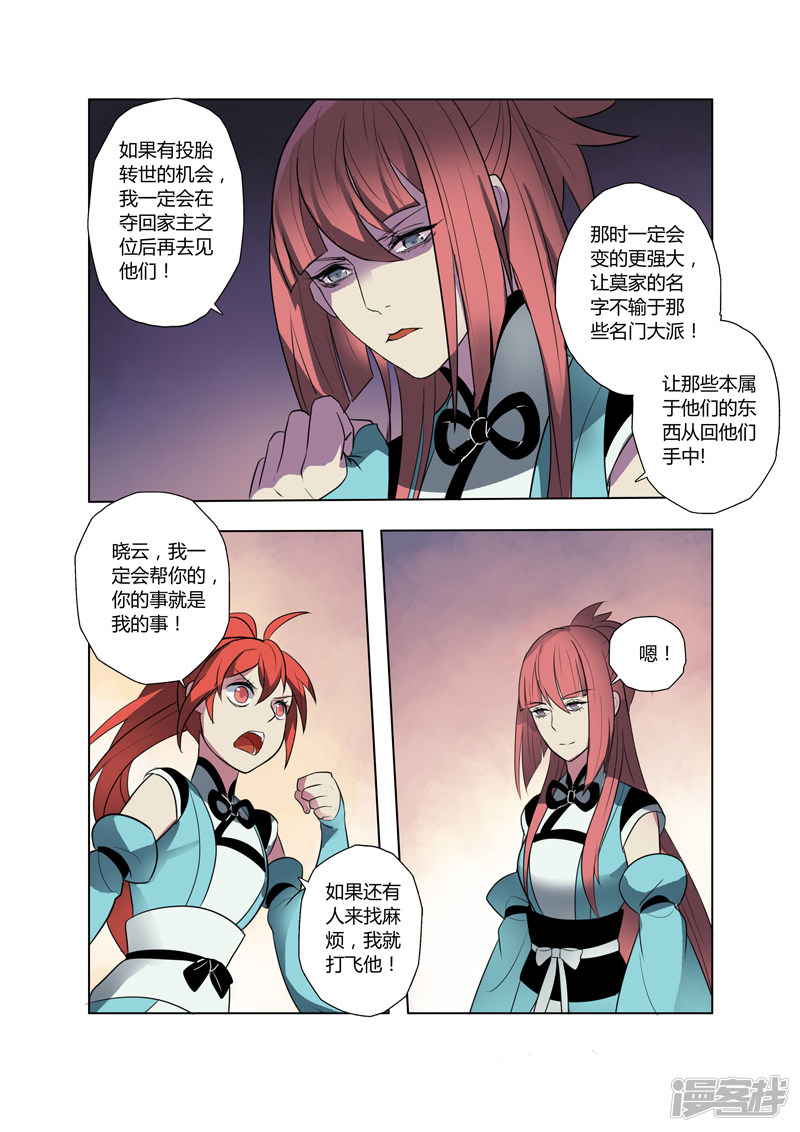 如果有投胎
转世的机会，
我一定会在
夺回家主之
位后再去见
他们！
那时一定会
变的更强大，
让莫家的名
字不输于那
些名门大派！
让那些本属
于他们的东
西从回他们
手中!
晓云，我一
定会帮你的，
你的事就是
我的事！
如果还有
人来找麻
烦，我就
打飞他！
嗯！
漫客栈